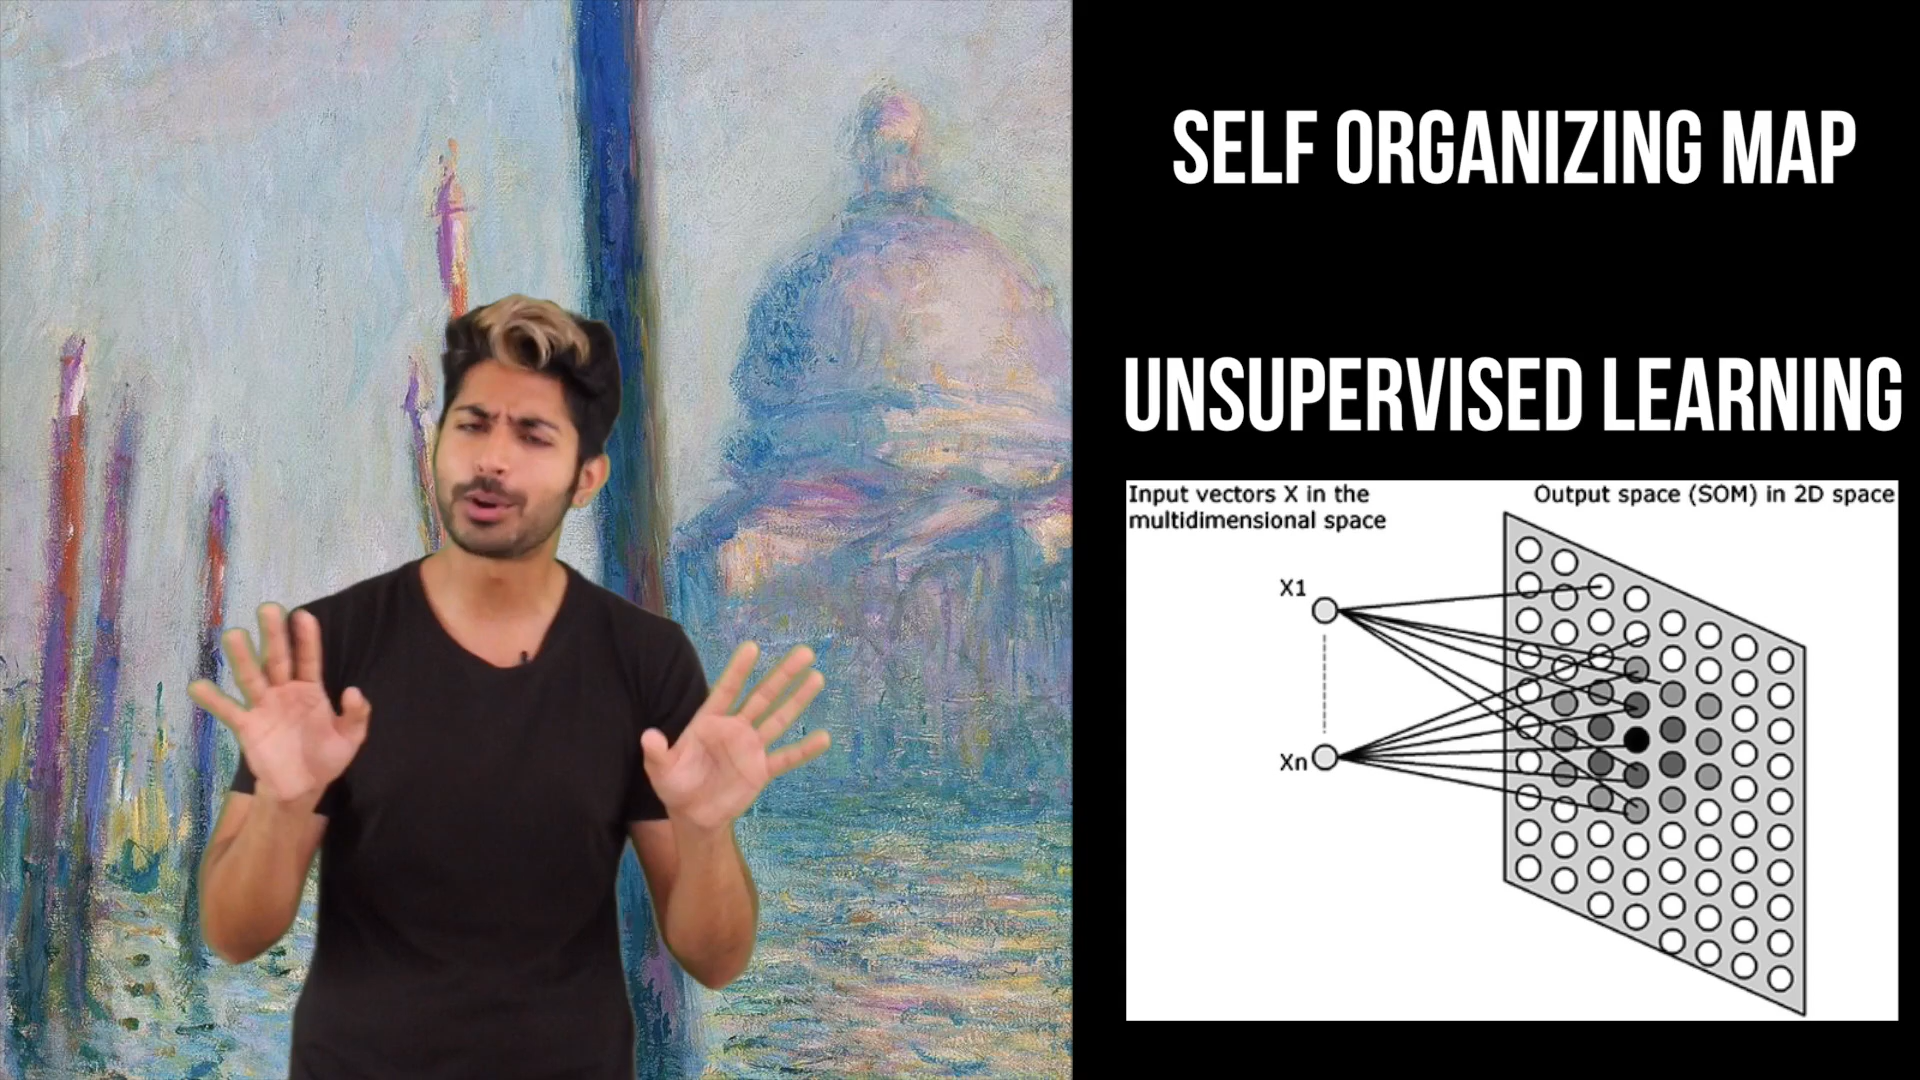 SELF ORGANIZING MAP
UNSUPERVISED LEARNING
Input vectors X in the
multidimensional space
Output space (SOM) in 2D space
X1
Xn